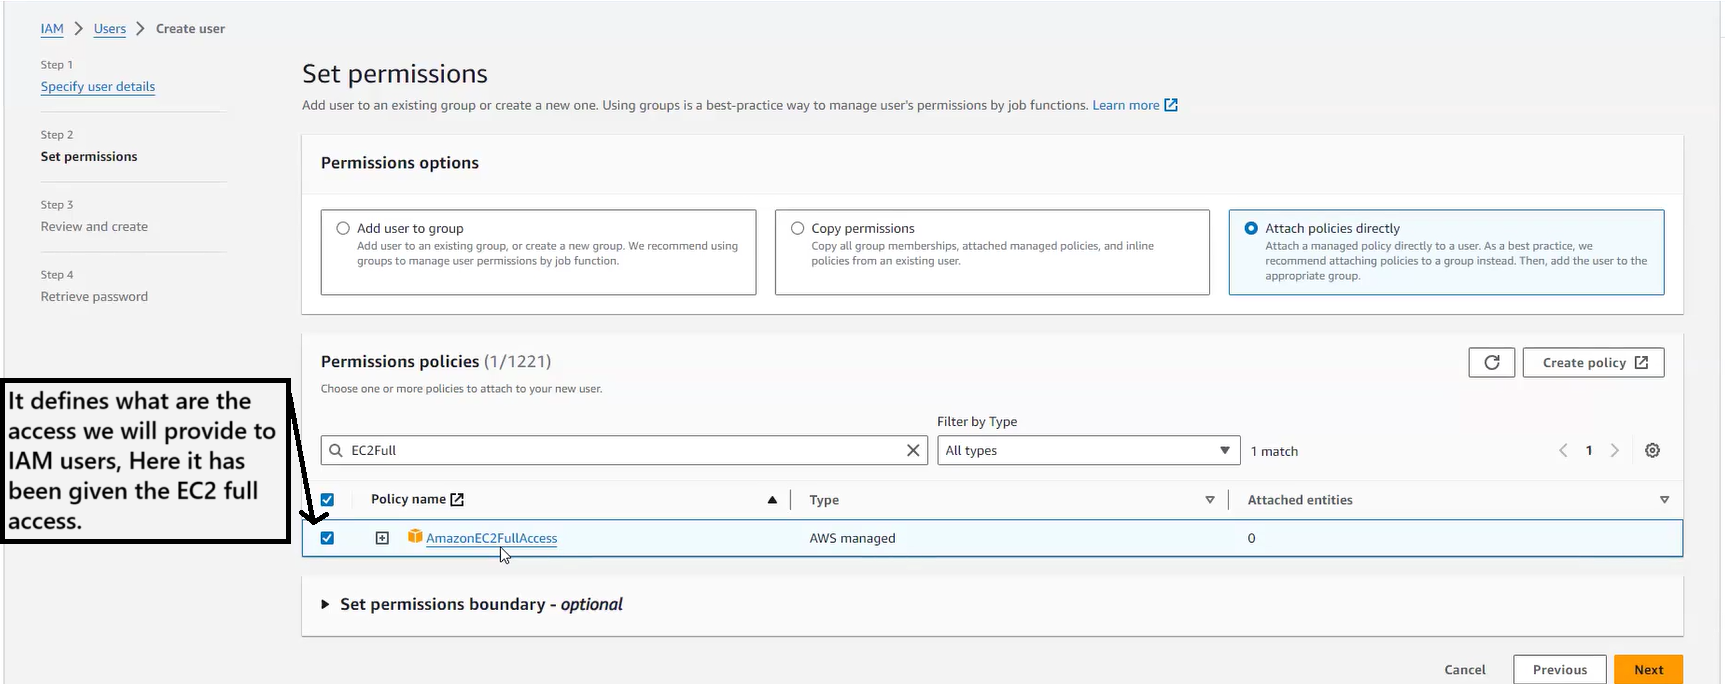 IAM > Users > Create user
Step 1
Specify user details
Step 2
Set permissions
Step 3
Review and create
Step 4
Retrieve password
It defines what are the
access we will provide to
IAM users, Here it has
been given the EC2 full
access.
Set permissions
Add user to an existing group or create a new one. Using groups is a best-practice way to manage user's permissions by job functions. Learn more
Permissions options
Add user to group
Add user to an existing group, or create a new group. We recommend using
groups to manage user permissions by job function.
Copy permissions
Copy all group memberships, attached managed policies, and inline
policies from an existing user.
Attach policies directly
Attach a managed policy directly to a user. As a best practice, we
recommend attaching policies to a group instead. Then, add the user to the
appropriate group.
Permissions policies (1/1221)
Create policy
Choose one or more policies to attach to your new user.
Filter by Type
EC2Full
All types
1 match
1
Policy name
Type
Attached entities
AmazonEC2FullAccess
AWS managed
0
Set permissions boundary - optional
Cancel
Previous
Next